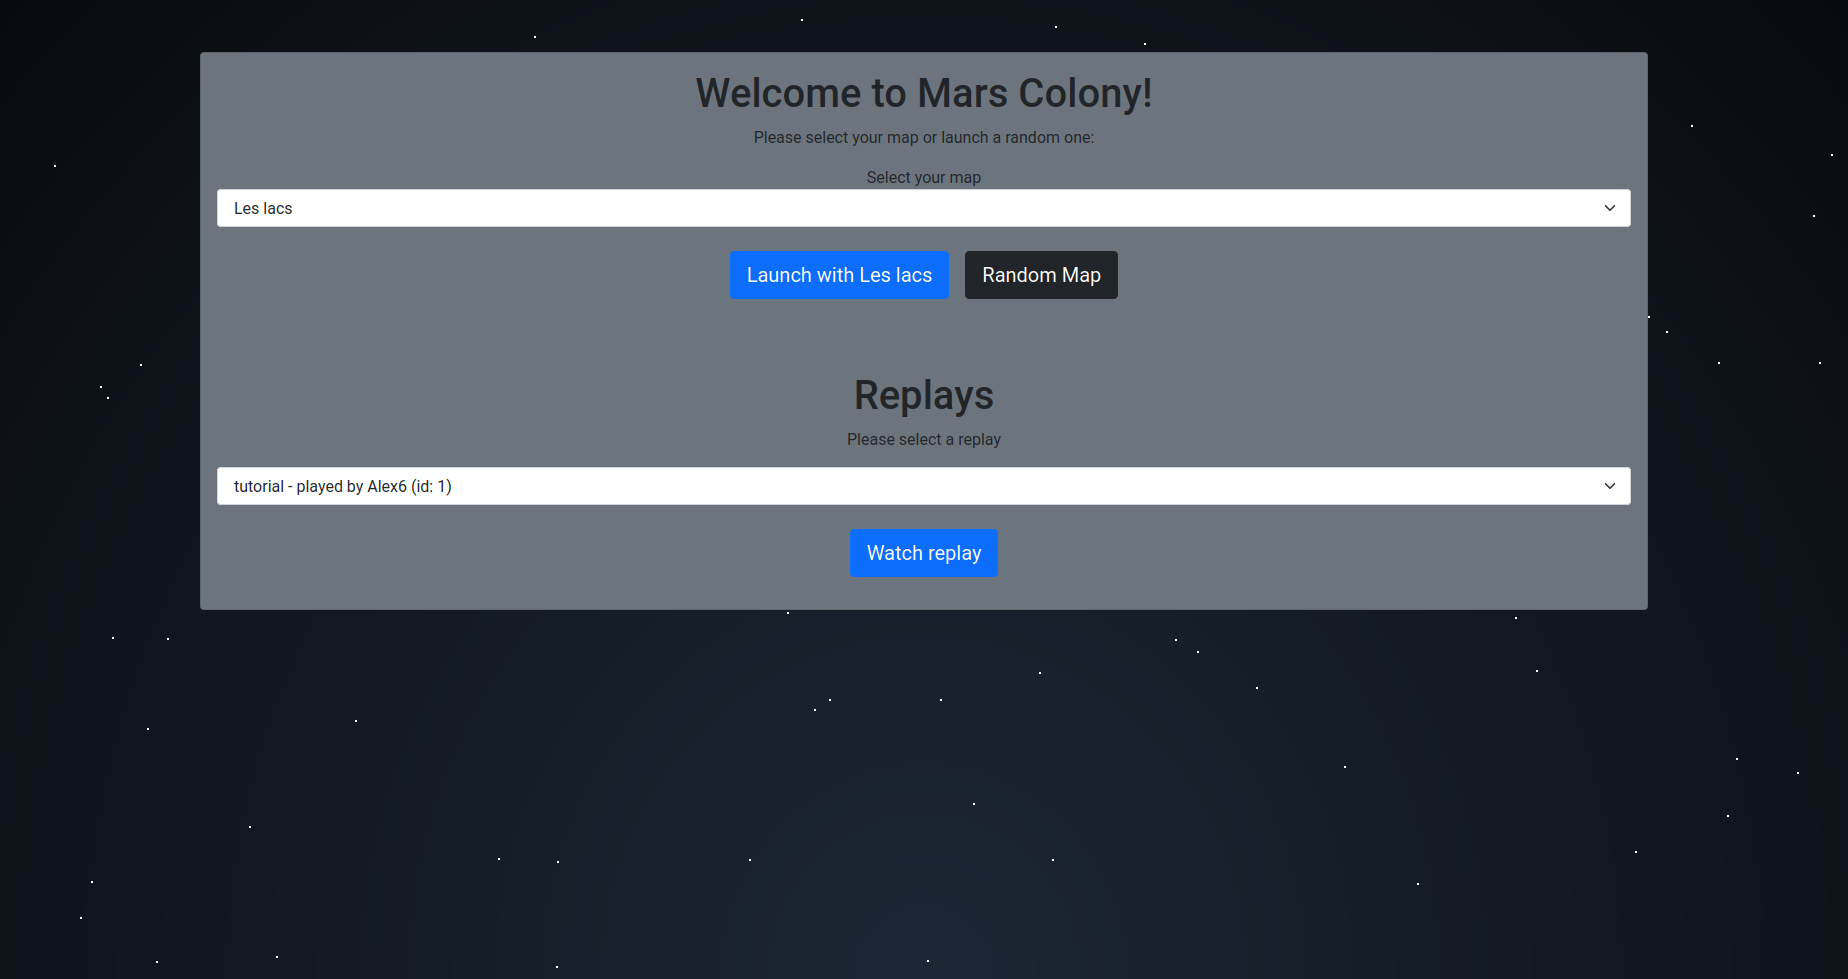 Welcome to Mars Colony!
Please select your map or launch a random one:
Select your map
Les lacs
Launch with Les lacs
Random Map
Replays
Please select a replay
tutorial - played by Alex6 (id: 1)
Watch replay